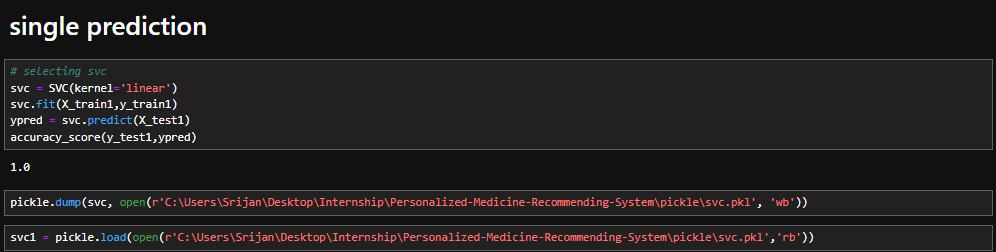 single prediction
# selecting svc
svc = SVC(kernel='linear')
svc.fit(X_train1,y_train1)
ypred = svc.predict(X_test1)
accuracy_score(y_test1,ypred)
1.0
pickle.dump(svc, open(r'C:\Users\Srijan\Desktop\Internship\Personalized-Medicine-Recommending-System\pickle\svc.pkl', 'wb'))
svc1 = pickle.load(open(r'C:\Users\Srijan\Desktop\Internship\Personalized-Medicine-Recommending-System\pickle\svc.pkl','rb'))